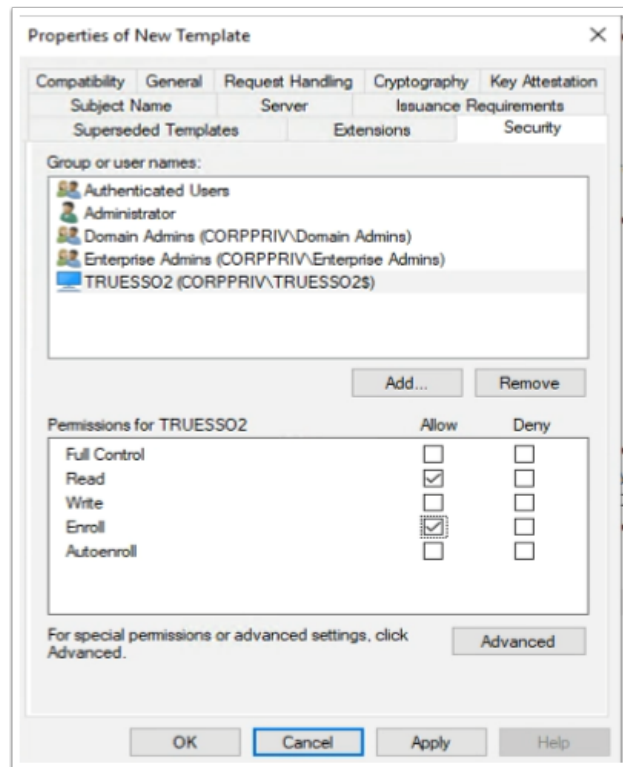 Properties of New Template
Compatibility General Request Handling Cryptography Key Attestation
Subject Name Server Issuance Requirements
Superseded Templates Extensions Security
Group or user names:
Authenticated Users
Administrator
Domain Admins (CORPPRIV\Domain Admins)
Enterprise Admins (CORPPRIV\Enterprise Admins)
TRUESSO2 (CORPPRIV\TRUESSO2$)
Add... Remove
Permissions for TRUESSO2 Allow Deny
Full Control
Read
Write
Enroll
Autoenroll
For special permissions or advanced settings, click
Advanced. Advanced
OK Cancel Apply Help